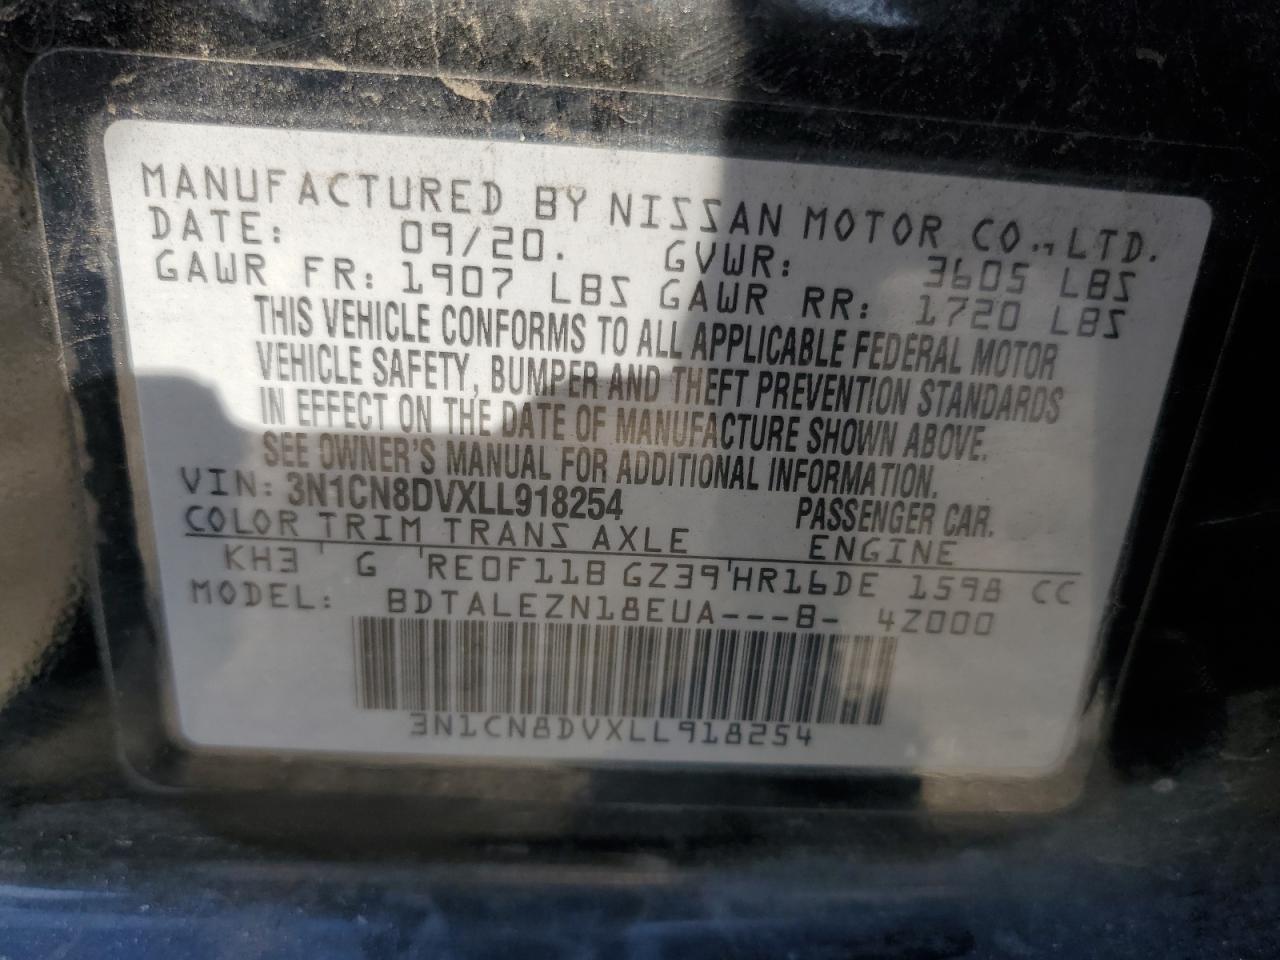 MANUFACTURED BY NISSAN MOTOR CO., LTD.
DATE: 09/20. GVWR: 3605 LBS
GAWR FR: 1907 LBS GAWR RR: 1720 LBS
THIS VEHICLE CONFORMS TO ALL APPLICABLE FEDERAL MOTOR
VEHICLE SAFETY, BUMPER AND THEFT PREVENTION STANDARDS
IN EFFECT ON THE DATE OF MANUFACTURE SHOWN ABOVE.
SEE OWNER'S MANUAL FOR ADDITIONAL INFORMATION.
VIN: 3N1CN8DVXLL918254 PASSENGER CAR.
COLOR TRIM TRANS AXLE ENGINE
KH3 ' G 'RE0F11B GZ39'HR16DE 1598 CC
MODEL: BDTALEZN18EUA---B- 4Z000
3N1CN8DVXLL918254